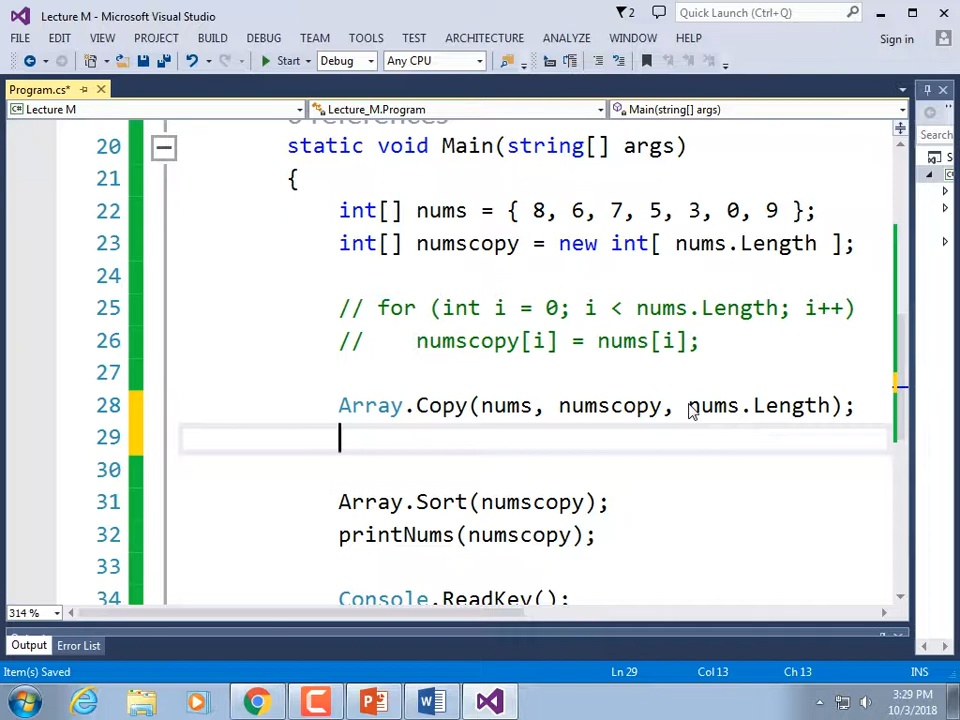 Lecture M - Microsoft Visual Studio
2
Quick Launch (Ctrl+Q)
FILE EDIT VIEW PROJECT BUILD DEBUG TEAM TOOLS TEST ARCHITECTURE ANALYZE WINDOW HELP
Sign in
Start Debug Any CPU
Program.cs*
Lecture M Lecture_M.Program Main(string[] args)
Search
20 static void Main(string[] args)
21 {
22 int[] nums = { 8, 6, 7, 5, 3, 0, 9 };
23 int[] numscopy = new int[ nums.Length ];
24
25 // for (int i = 0; i < nums.Length; i++)
26 // numscopy[i] = nums[i];
27
28 Array.Copy(nums, numscopy, nums.Length);
29
30
31 Array.Sort(numscopy);
32 printNums(numscopy);
33
34 Console.ReadKey();
314 %
Output Error List
Item(s) Saved Ln 29 Col 13 Ch 13 INS
3:29 PM
10/3/2018